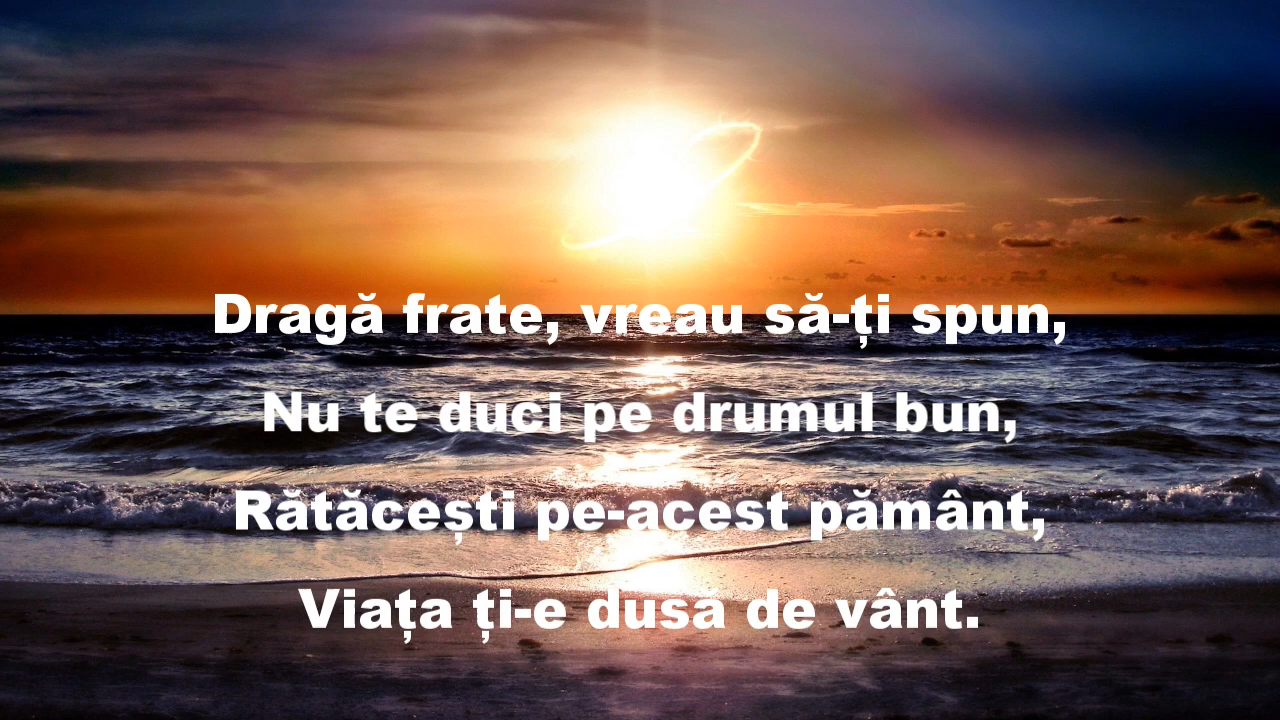 Dragă frate, vreau să-ți spun,
Nu te duci pe drumul bun,
Rătăcești pe-acest pământ,
Viața ți-e dusa de vânt.